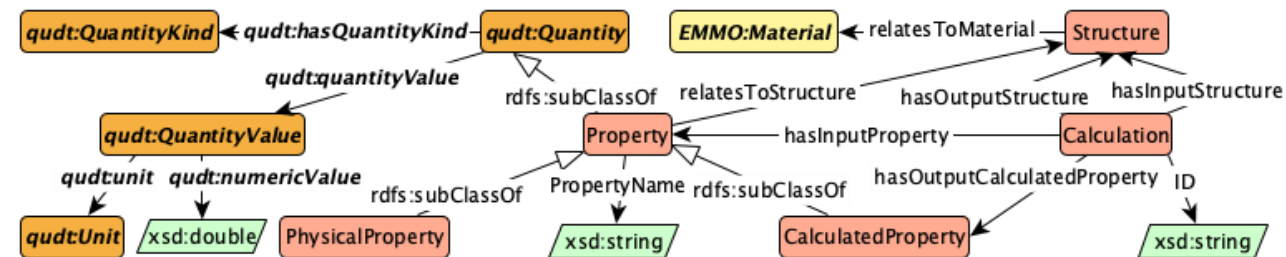 qudt:QuantityKind qudt:hasQuantityKind qudt:Quantity EMMO:Material relatesToMaterial Structure
qudt:quantityValue
rdfs:subClassOf relatesToStructure hasOutputStructure hasInputStructure
qudt:QuantityValue Property hasInputProperty Calculation
qudt:unit qudt:numericValue rdfs:subClassOf PropertyName rdfs:subClassOf hasOutputCalculatedProperty ID
qudt:Unit xsd:double PhysicalProperty xsd:string CalculatedProperty xsd:string